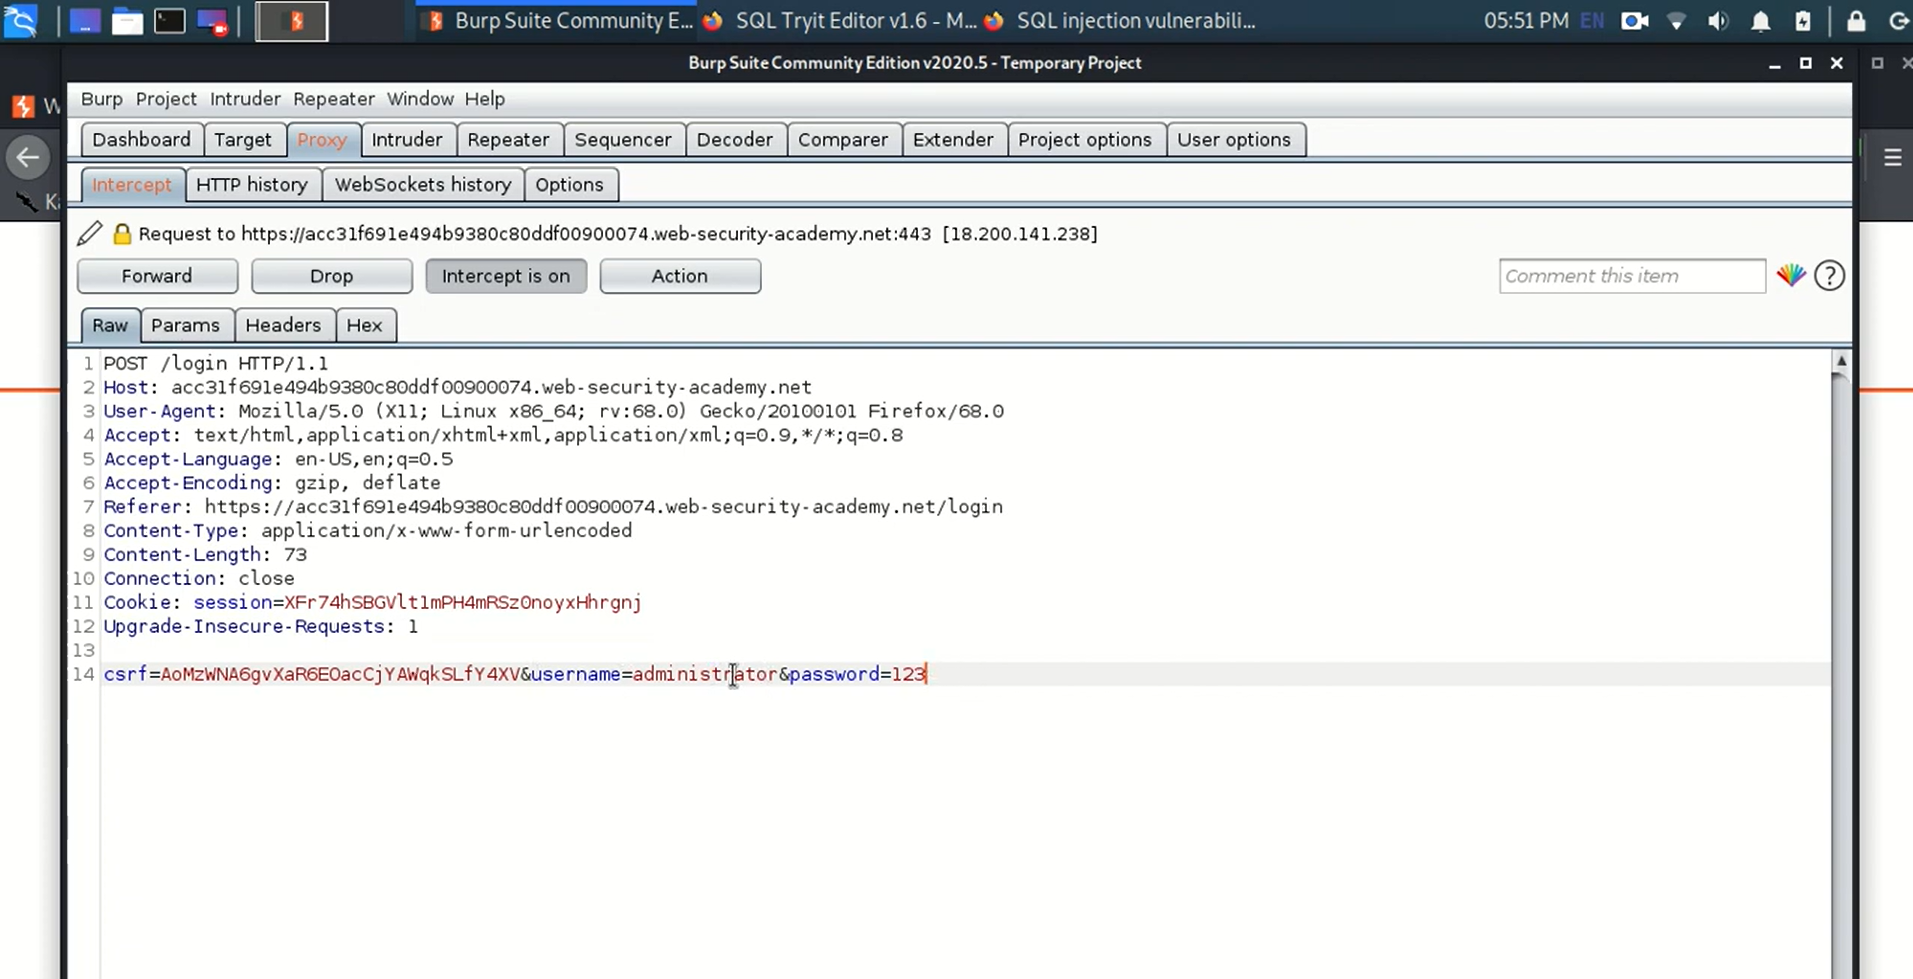 Burp Suite Community E... SQL Tryit Editor v1.6 - M... SQL injection vulnerabili... 05:51 PM EN
Burp Suite Community Edition v2020.5 - Temporary Project
W
Burp Project Intruder Repeater Window Help
Dashboard Target Proxy Intruder Repeater Sequencer Decoder Comparer Extender Project options User options
Intercept HTTP history WebSockets history Options
Ka
Request to https://acc31f691e494b9380c80ddf00900074.web-security-academy.net:443 [18.200.141.238]
Forward Drop Intercept is on Action Comment this item ?
Raw Params Headers Hex
1 POST /login HTTP/1.1
2 Host: acc31f691e494b9380c80ddf00900074.web-security-academy.net
3 User-Agent: Mozilla/5.0 (X11; Linux x86_64; rv:68.0) Gecko/20100101 Firefox/68.0
4 Accept: text/html,application/xhtml+xml,application/xml;q=0.9,*/*;q=0.8
5 Accept-Language: en-US,en;q=0.5
6 Accept-Encoding: gzip, deflate
7 Referer: https://acc31f691e494b9380c80ddf00900074.web-security-academy.net/login
8 Content-Type: application/x-www-form-urlencoded
9 Content-Length: 73
10 Connection: close
11 Cookie: session=XFr74hSBGVlt1mPH4mRSz0noyxHhrgnj
12 Upgrade-Insecure-Requests: 1
13
14 csrf=AoMzWNA6gvXaR6EOacCjYAWqkSLfY4XV&username=administrator&password=123